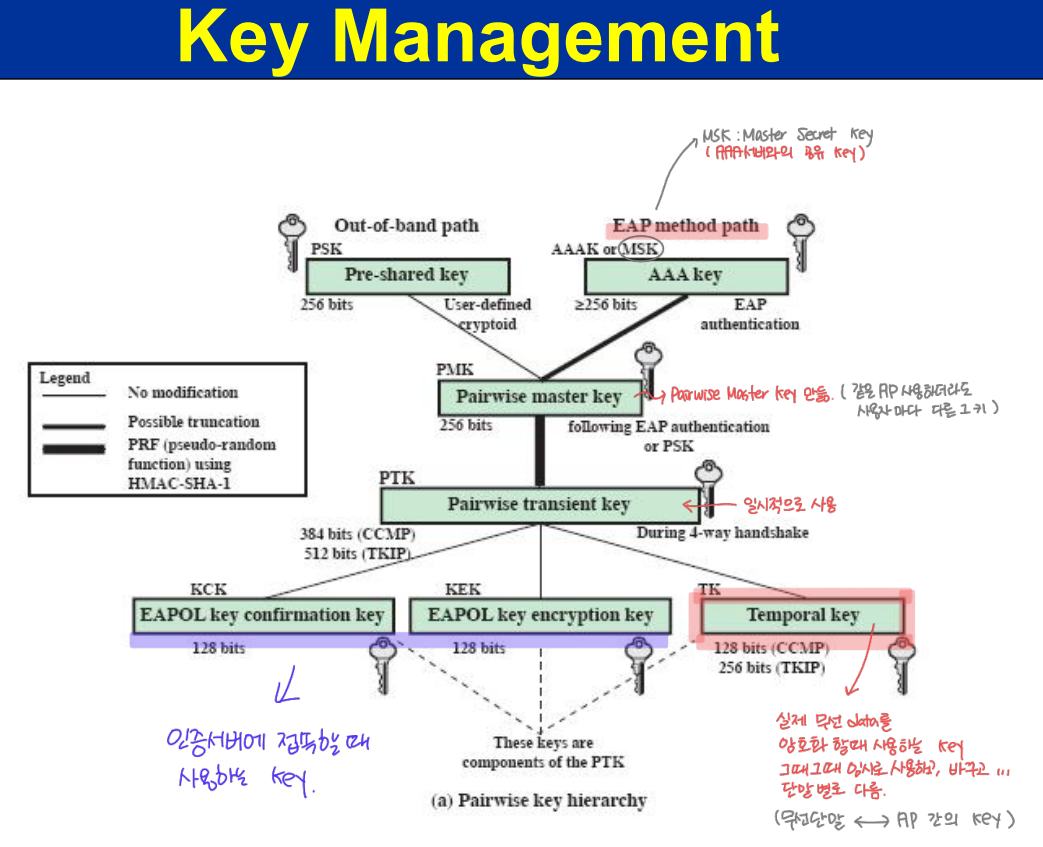 Key Management
MSK : Master Secret Key
(AAA서버와의 공유 Key)
Out-of-band path
EAP method path
PSK
AAAK or MSK
Pre-shared key
AAA key
256 bits
User-defined
cryptoid
≥256 bits
EAP
authentication
Legend
No modification
Possible truncation
PRF (pseudo-random
function) using
HMAC-SHA-1
PMK
Pairwise master key
Pairwise Master Key 만듦. ( 같은 AP 사용하더라도
사용자마다 다름 그 키 )
256 bits
following EAP authentication
or PSK
PTK
Pairwise transient key
일시적으로 사용
384 bits (CCMP)
512 bits (TKIP)
During 4-way handshake
KCK
KEK
TK
EAPOL key confirmation key
EAPOL key encryption key
Temporal key
128 bits
128 bits
128 bits (CCMP)
256 bits (TKIP)
인증서버에 접속할 때
사용하는 key.
These keys are
components of the PTK
실제 무선 data를
암호화 할때 사용하는 key
그때그때 임시로 사용하고, 바꾸고 ...
단말별로 다름.
(무선단말 ↔ AP 간의 key)
(a) Pairwise key hierarchy